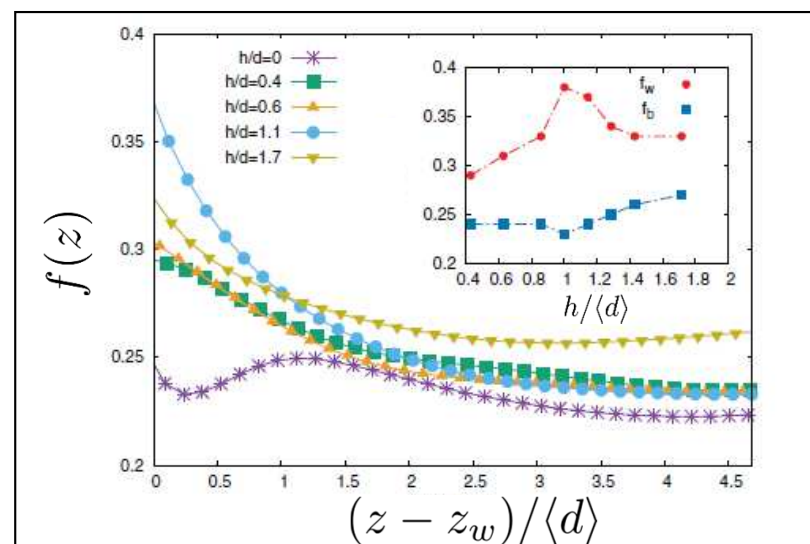 0.4
0.35
0.3
0.25
0.2
f(z)
h/d=0
h/d=0.4
h/d=0.6
h/d=1.1
h/d=1.7
0 0.5 1 1.5 2 2.5 3 3.5 4 4.5
(z − z_w)/⟨d⟩
0.4
0.35
0.3
0.25
0.2
f_w
f_b
0.4 0.6 0.8 1 1.2 1.4 1.6 1.8 2
h/⟨d⟩